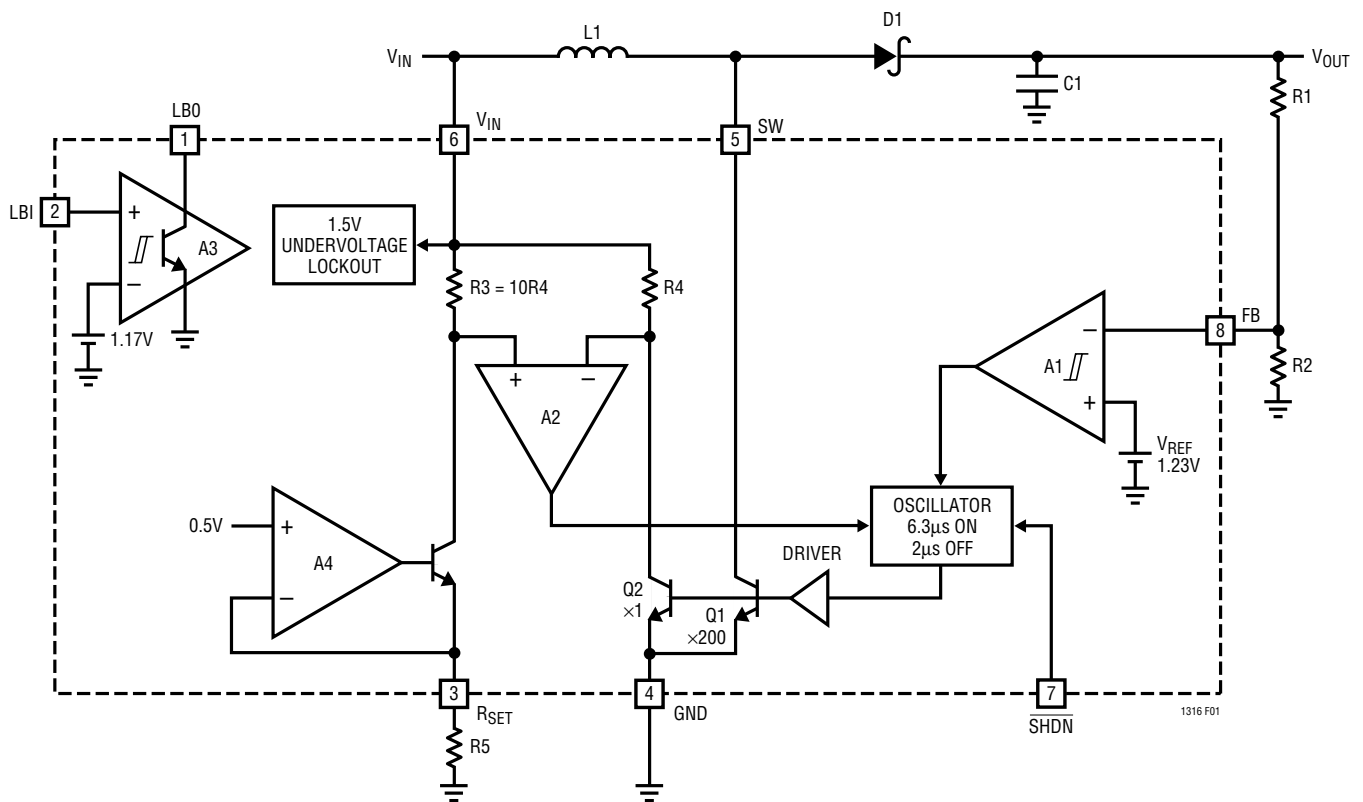 L1
D1
VIN
VOUT
C1
R1
LB0
1
VIN
6
5
SW
LBI
2
+
A3
−
1.17V
1.5V
UNDERVOLTAGE
LOCKOUT
R3 = 10R4
R4
+
−
A2
−
A1
+
8
FB
R2
VREF
1.23V
0.5V
+
A4
−
OSCILLATOR
6.3µs ON
2µs OFF
DRIVER
Q2
×1
Q1
×200
3
RSET
4
GND
7
SHDN
R5
1316 F01